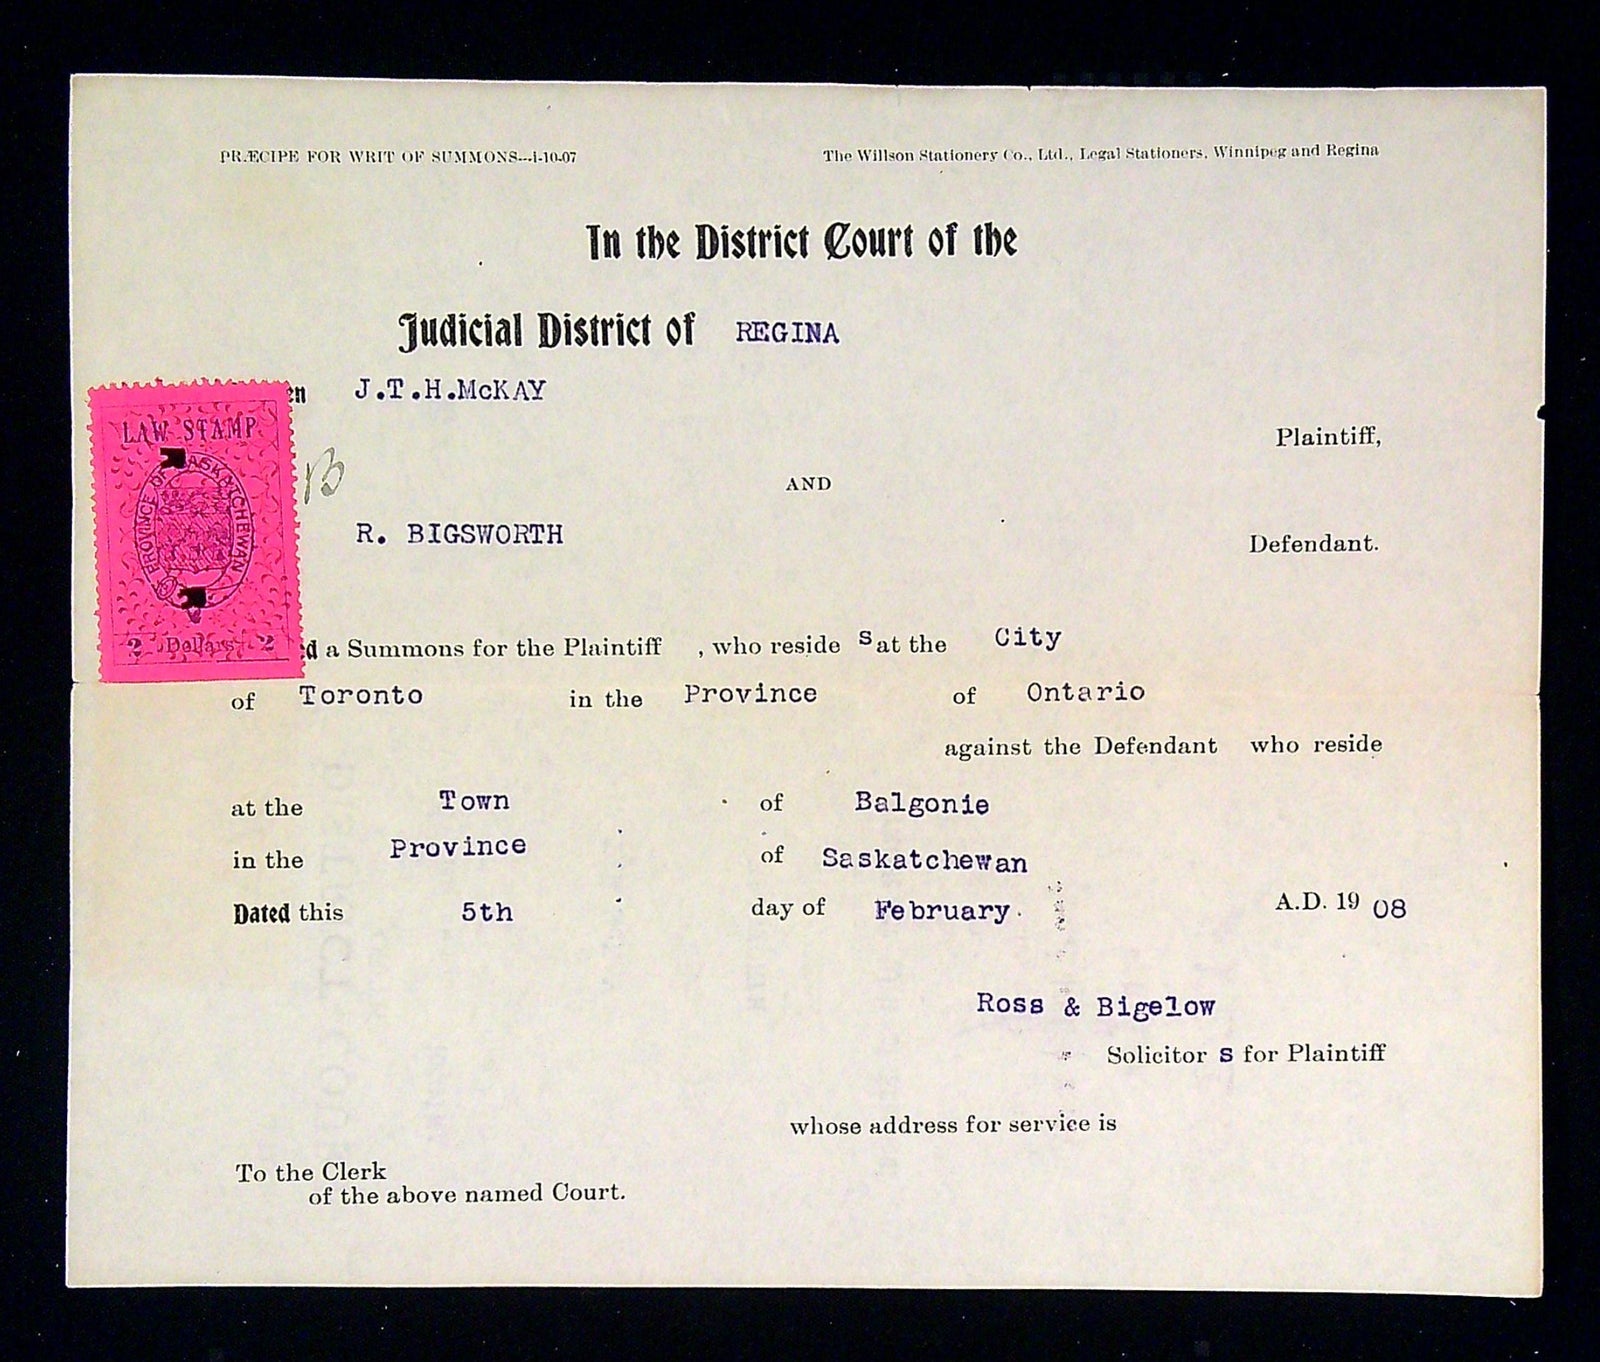 PRÆCIPE FOR WRIT OF SUMMONS---1-10-07
The Willson Stationery Co., Ltd., Legal Stationers, Winnipeg and Regina
In the District Court of the
Judicial District of REGINA
en J.T.H.McKAY
Plaintiff,
LAW STAMP
PROVINCE OF SASKATCHEWAN
R
R
2 Dollars 2
B
AND
R. BIGSWORTH
Defendant.
d a Summons for the Plaintiff , who reside s at the City
of Toronto in the Province of Ontario
against the Defendant who reside
at the Town of Balgonie
in the Province of Saskatchewan
Dated this 5th day of February. A.D. 19 08
Ross & Bigelow
Solicitor s for Plaintiff
whose address for service is
To the Clerk
of the above named Court.